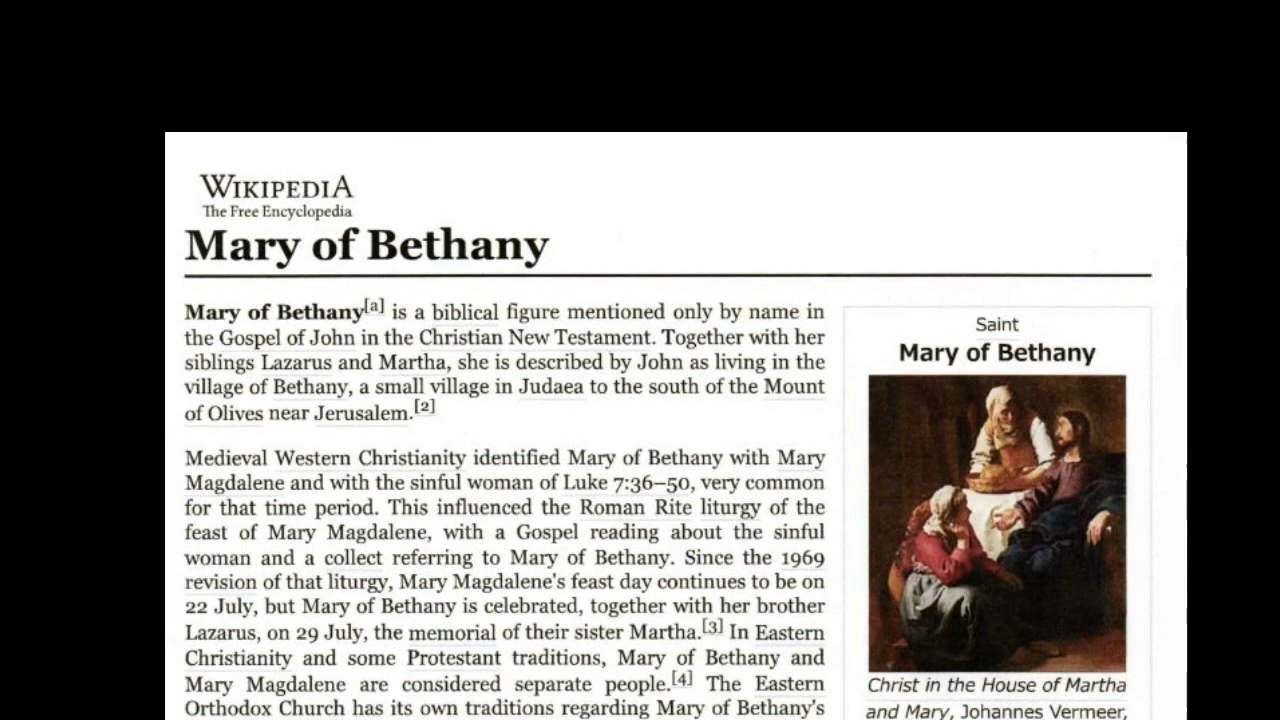 WIKIPEDIA
The Free Encyclopedia
Mary of Bethany
Mary of Bethany[a] is a biblical figure mentioned only by name in
the Gospel of John in the Christian New Testament. Together with her
siblings Lazarus and Martha, she is described by John as living in the
village of Bethany, a small village in Judaea to the south of the Mount
of Olives near Jerusalem.[2]
Medieval Western Christianity identified Mary of Bethany with Mary
Magdalene and with the sinful woman of Luke 7:36–50, very common
for that time period. This influenced the Roman Rite liturgy of the
feast of Mary Magdalene, with a Gospel reading about the sinful
woman and a collect referring to Mary of Bethany. Since the 1969
revision of that liturgy, Mary Magdalene's feast day continues to be on
22 July, but Mary of Bethany is celebrated, together with her brother
Lazarus, on 29 July, the memorial of their sister Martha.[3] In Eastern
Christianity and some Protestant traditions, Mary of Bethany and
Mary Magdalene are considered separate people.[4] The Eastern
Orthodox Church has its own traditions regarding Mary of Bethany's
Saint
Mary of Bethany
Christ in the House of Martha
and Mary, Johannes Vermeer,